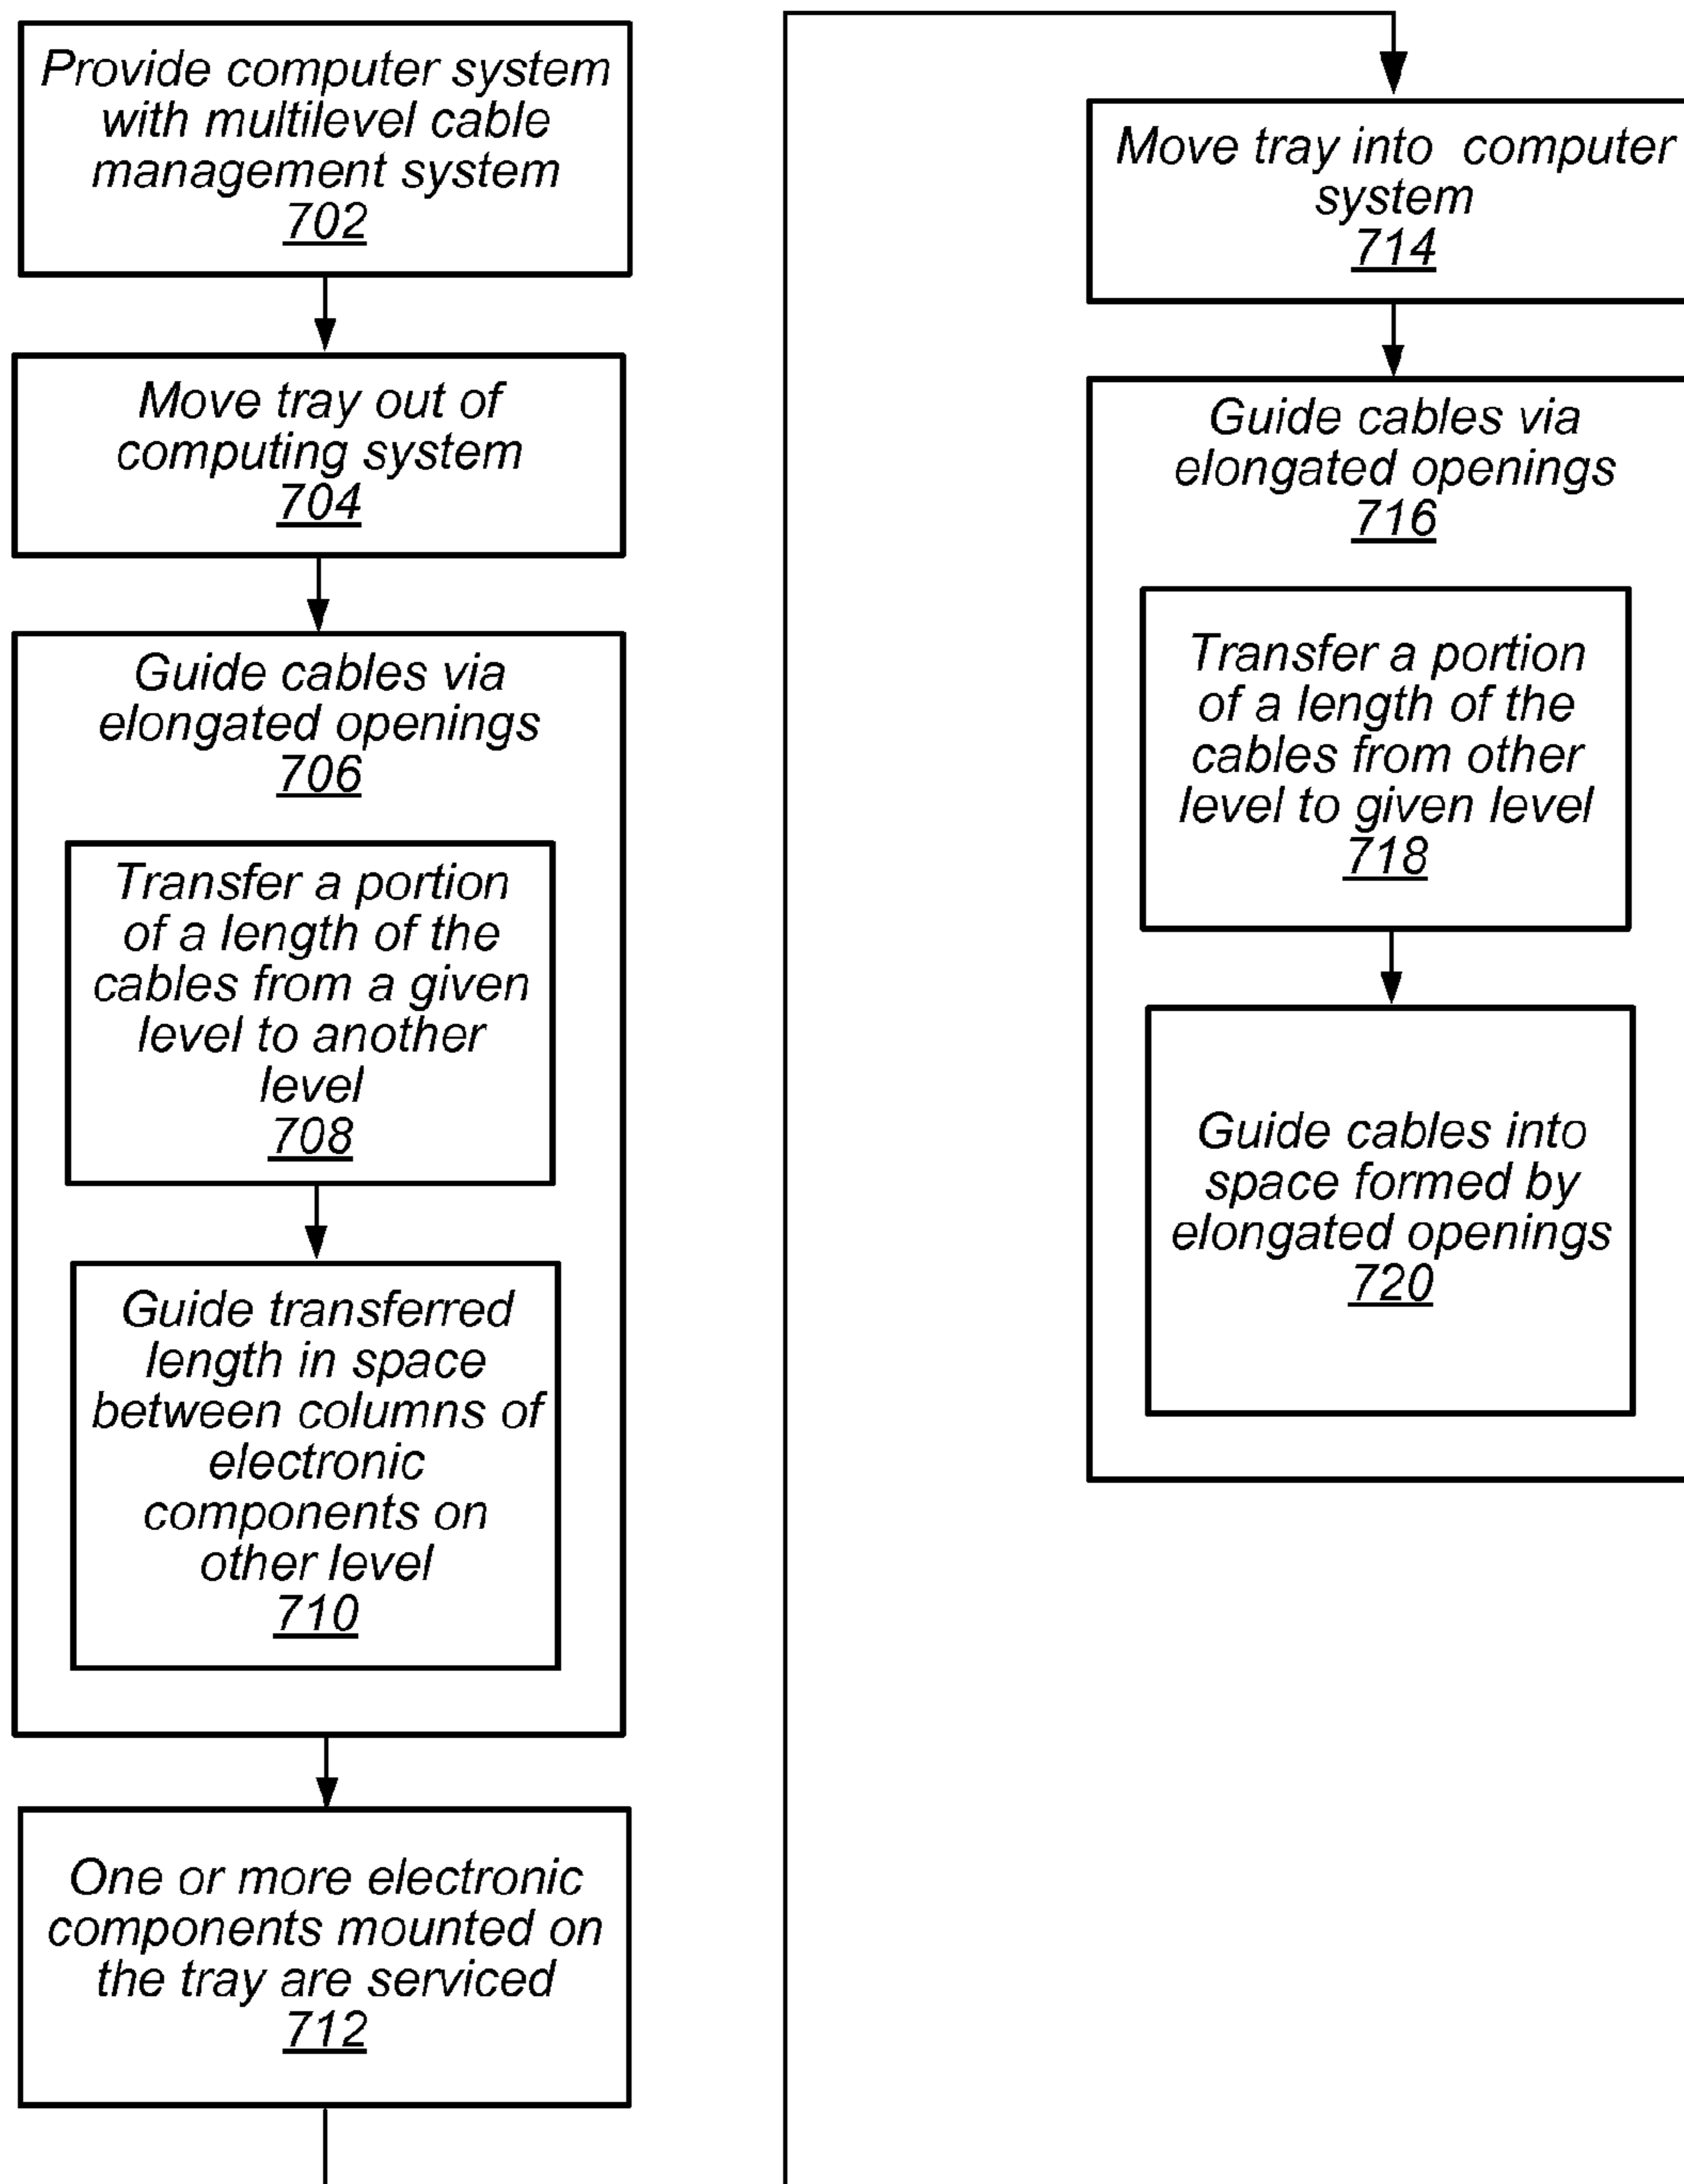 Provide computer system
with multilevel cable
management system
702
Move tray out of
computing system
704
Guide cables via
elongated openings
706
Transfer a portion
of a length of the
cables from a given
level to another
level
708
Guide transferred
length in space
between columns of
electronic
components on
other level
710
One or more electronic
components mounted on
the tray are serviced
712
Move tray into  computer
system
714
Guide cables via
elongated openings
716
Transfer a portion
of a length of the
cables from other
level to given level
718
Guide cables into
space formed by
elongated openings
720